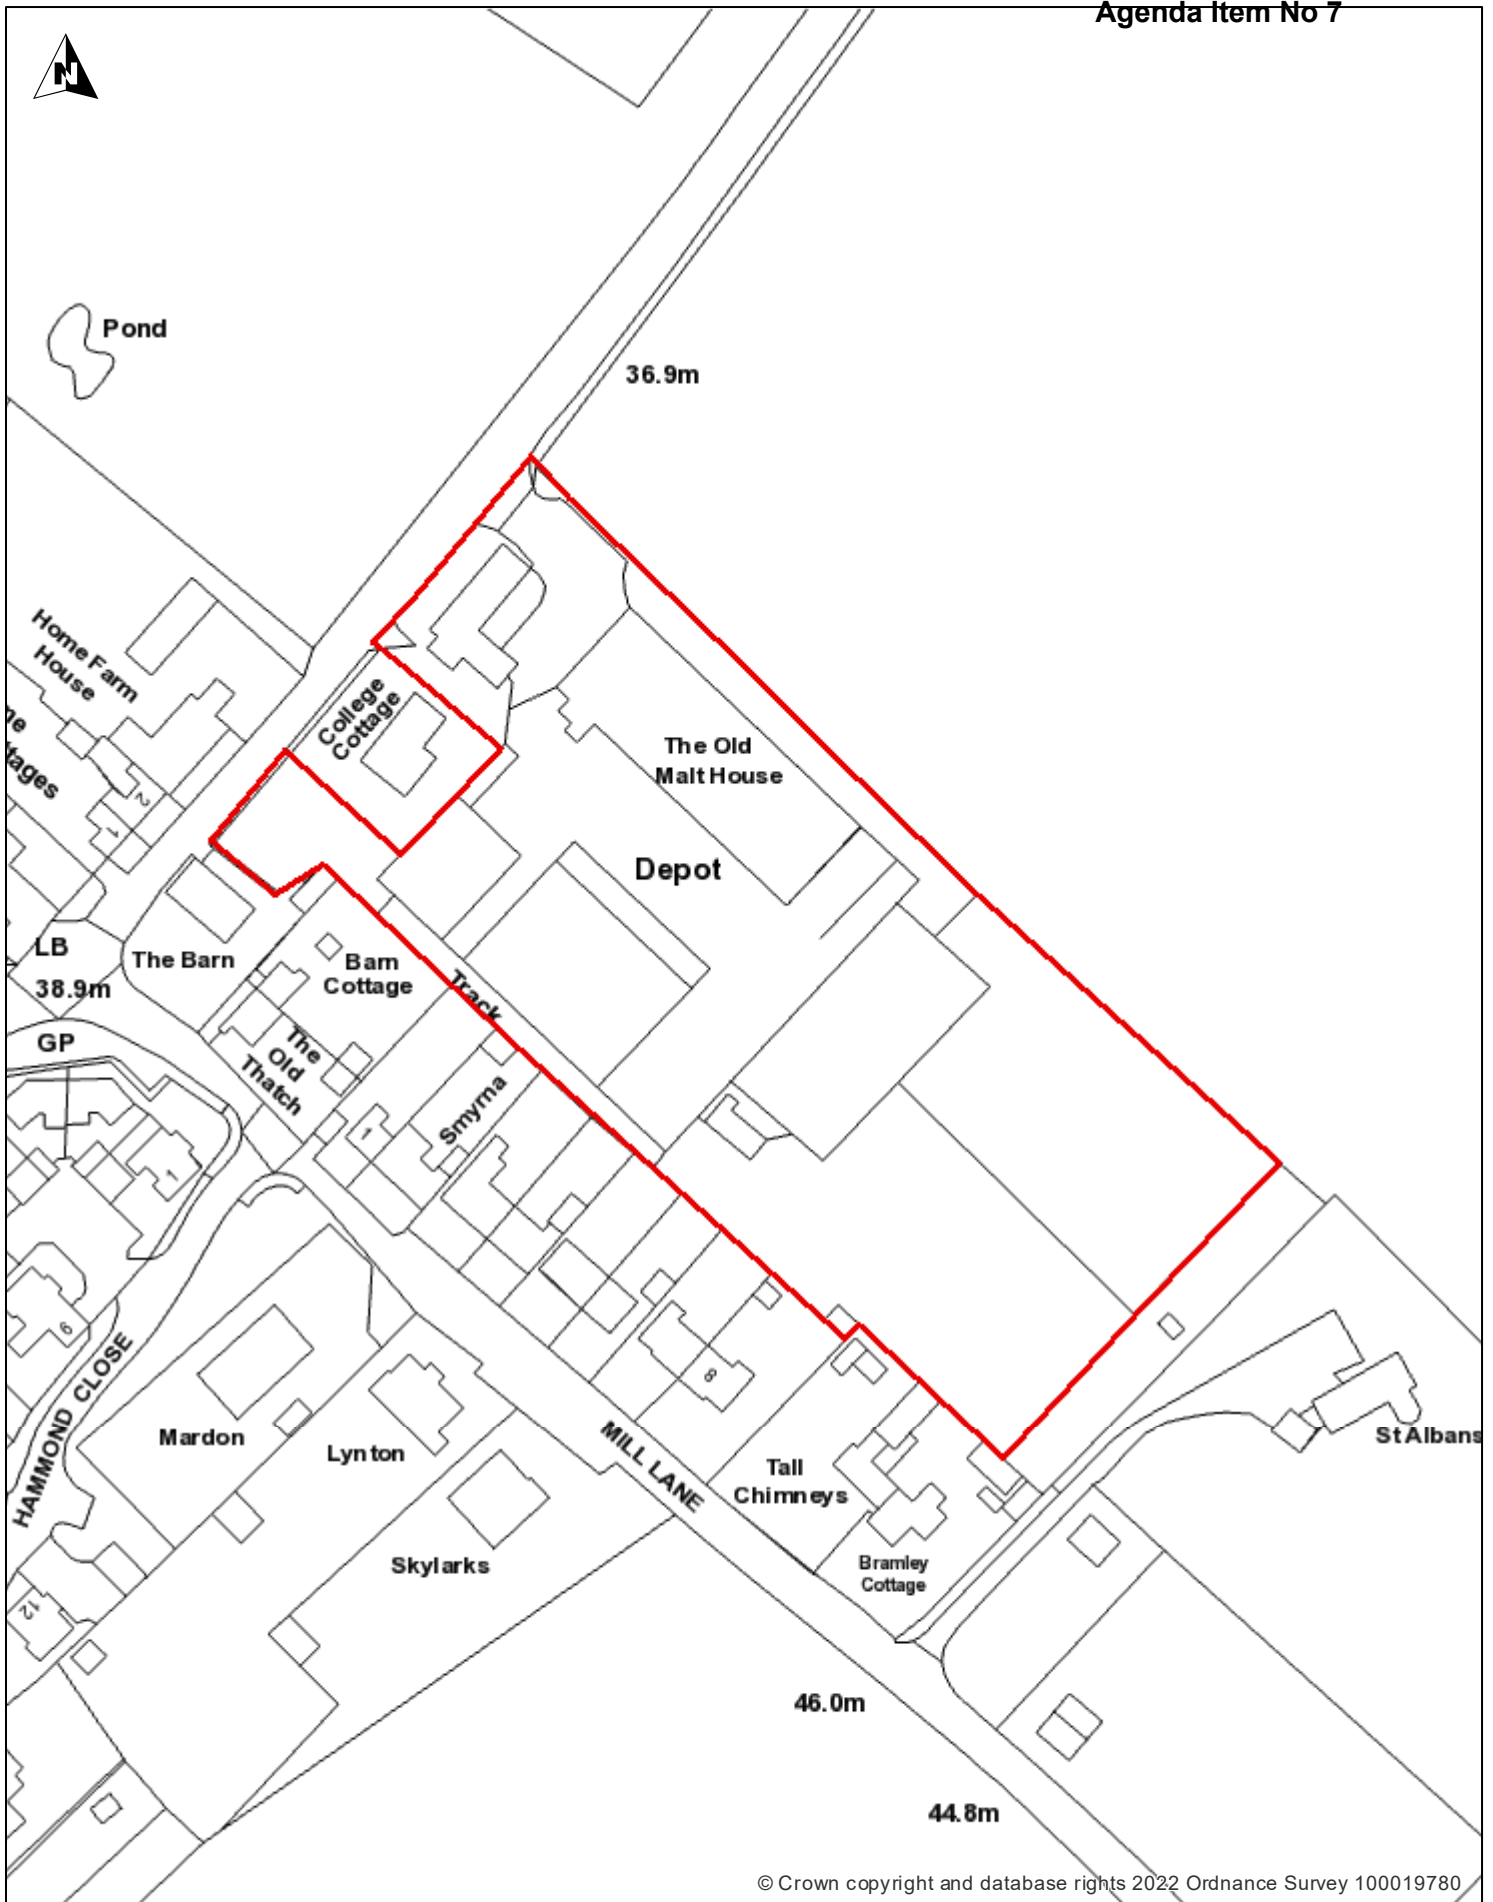 Agenda Item No 7
N
Pond
36.9m
Home Farm
House
College
Cottage
The Old
Malt House
2
1
Depot
LB
38.9m
The Barn
Barn
Cottage
Track
GP
The
Old
Thatch
Smyrna
1
1
6
8
HAMMOND CLOSE
Mardon
Lynton
MILL LANE
Tall
Chimneys
St Albans
Skylarks
Bramley
Cottage
12
46.0m
44.8m
© Crown copyright and database rights 2022 Ordnance Survey 100019780